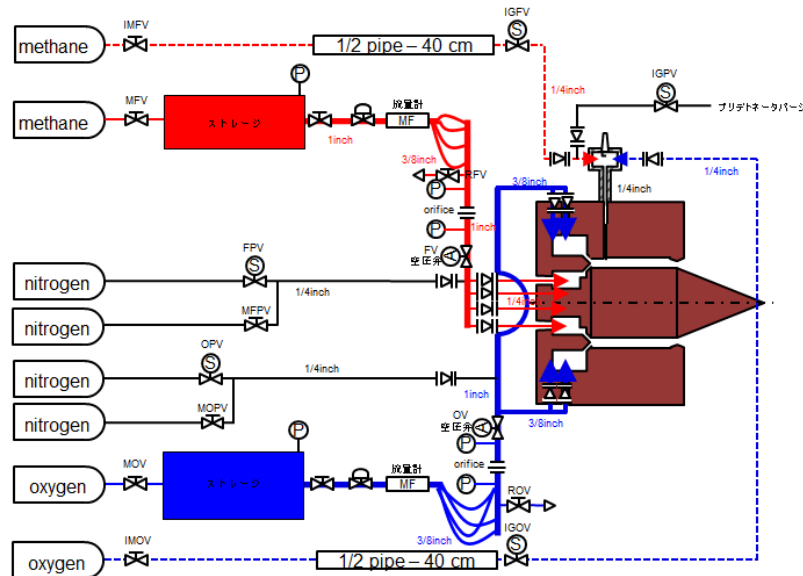 IMFV
IGFV
methane
1/2 pipe – 40 cm
P
S
IGPV
1/4inch
S
プリデトネータパージ
MFV
methane
ストレージ
1inch
流量計
MF
3/8inch
RFV
P
orifice
1inch
P
FV
空圧弁
A
3/8inch
1/4inch
1/4inch
FPV
S
nitrogen
1/4inch
1/4inch
nitrogen
MFPV
OPV
S
nitrogen
1/4inch
nitrogen
MOPV
1inch
OV
空圧弁
A
3/8inch
P
P
orifice
MOV
oxygen
ストレージ
流量計
MF
P
ROV
3/8inch
IMOV
oxygen
1/2 pipe – 40 cm
IGOV
S